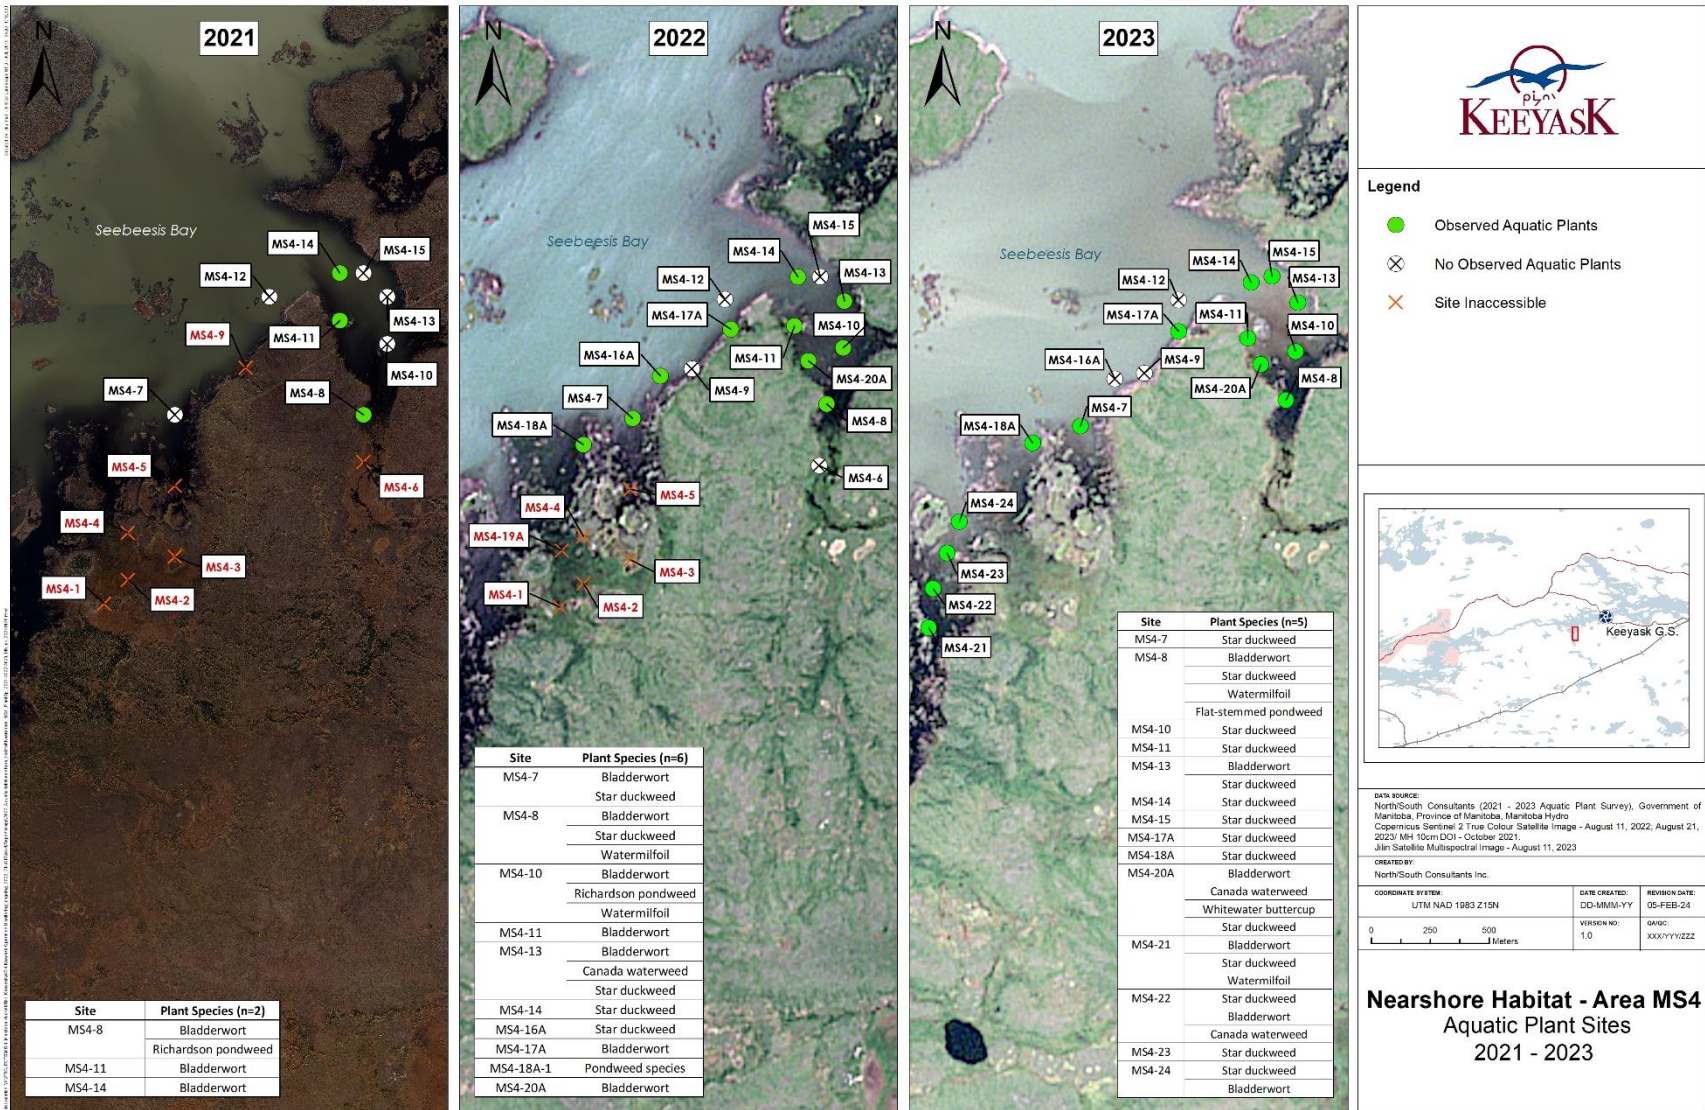 2021
N
Seebeesis Bay
MS4-14
MS4-15
MS4-12
MS4-13
MS4-11
MS4-9
MS4-10
MS4-7
MS4-8
MS4-5
MS4-6
MS4-4
MS4-3
MS4-1
MS4-2
Site Plant Species (n=2)
MS4-8 Bladderwort
Richardson pondweed
MS4-11 Bladderwort
MS4-14 Bladderwort
2022
N
Seebeesis Bay
MS4-15
MS4-14
MS4-13
MS4-12
MS4-17A
MS4-10
MS4-11
MS4-16A
MS4-20A
MS4-9
MS4-7
MS4-8
MS4-18A
MS4-6
MS4-5
MS4-4
MS4-19A
MS4-3
MS4-1
MS4-2
Site Plant Species (n=6)
MS4-7 Bladderwort
Star duckweed
MS4-8 Bladderwort
Star duckweed
Watermilfoil
MS4-10 Bladderwort
Richardson pondweed
Watermilfoil
MS4-11 Bladderwort
MS4-13 Bladderwort
Canada waterweed
Star duckweed
MS4-14 Star duckweed
MS4-16A Star duckweed
MS4-17A Bladderwort
MS4-18A-1 Pondweed species
MS4-20A Bladderwort
2023
N
Seebeesis Bay
MS4-15
MS4-14
MS4-13
MS4-12
MS4-17A
MS4-11
MS4-10
MS4-16A
MS4-9
MS4-20A
MS4-8
MS4-7
MS4-18A
MS4-24
MS4-23
MS4-22
MS4-21
Site Plant Species (n=5)
MS4-7 Star duckweed
MS4-8 Bladderwort
Star duckweed
Watermilfoil
Flat-stemmed pondweed
MS4-10 Star duckweed
MS4-11 Star duckweed
MS4-13 Bladderwort
Star duckweed
MS4-14 Star duckweed
MS4-15 Star duckweed
MS4-17A Star duckweed
MS4-18A Star duckweed
MS4-20A Bladderwort
Canada waterweed
Whitewater buttercup
Star duckweed
MS4-21 Bladderwort
Star duckweed
Watermilfoil
MS4-22 Star duckweed
Bladderwort
Canada waterweed
MS4-23 Star duckweed
MS4-24 Star duckweed
Bladderwort
KEEYASK
Legend
Observed Aquatic Plants
No Observed Aquatic Plants
Site Inaccessible
Keeyask G.S.
DATA SOURCE:
North/South Consultants (2021 - 2023 Aquatic Plant Survey), Government of
Manitoba, Province of Manitoba, Manitoba Hydro
Copernicus Sentinel 2 True Colour Satellite Image - August 11, 2022; August 21,
2023/ MH 10cm DOI - October 2021.
Jilin Satellite Multispectral Image - August 11, 2023
CREATED BY:
North/South Consultants Inc.
COORDINATE SYSTEM: DATE CREATED: REVISION DATE:
UTM NAD 1983 Z15N DD-MMM-YY 05-FEB-24
VERSION NO: QA/QC:
0 250 500 Meters 1.0 XXX/YYY/ZZZ
Nearshore Habitat - Area MS4
Aquatic Plant Sites
2021 - 2023